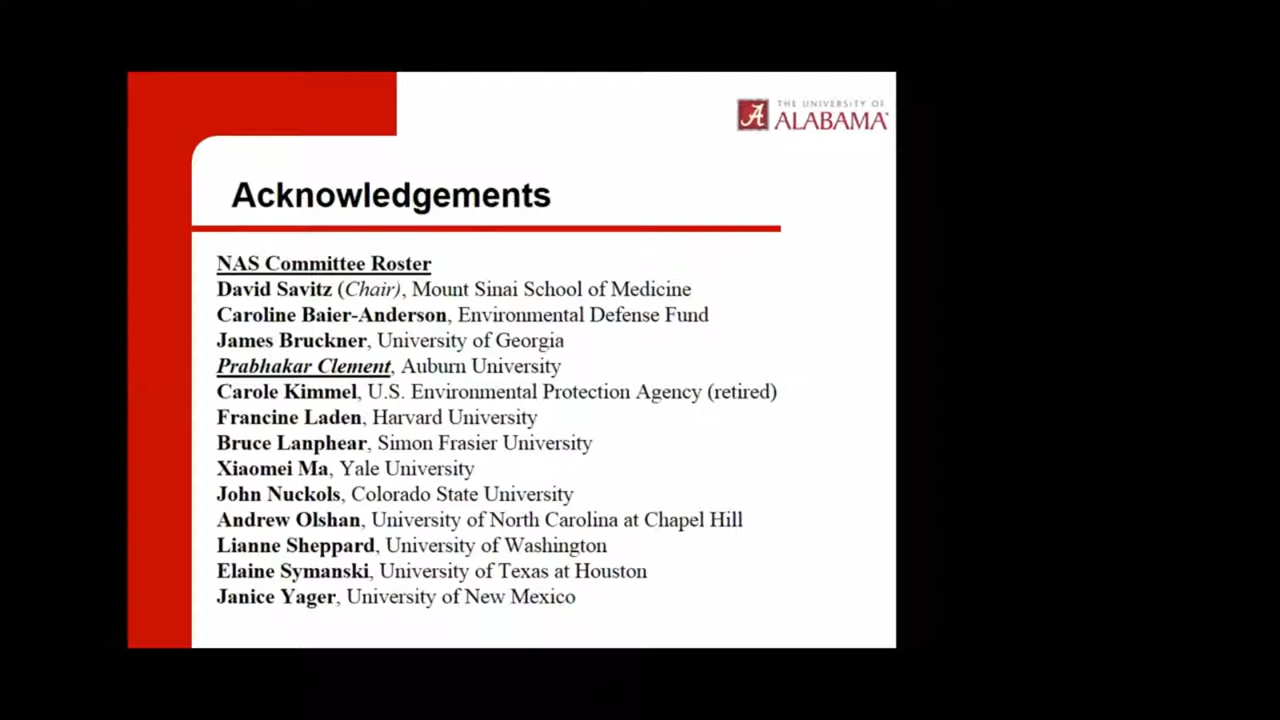 THE UNIVERSITY OF
ALABAMA
Acknowledgements
NAS Committee Roster
David Savitz (Chair), Mount Sinai School of Medicine
Caroline Baier-Anderson, Environmental Defense Fund
James Bruckner, University of Georgia
Prabhakar Clement, Auburn University
Carole Kimmel, U.S. Environmental Protection Agency (retired)
Francine Laden, Harvard University
Bruce Lanphear, Simon Frasier University
Xiaomei Ma, Yale University
John Nuckols, Colorado State University
Andrew Olshan, University of North Carolina at Chapel Hill
Lianne Sheppard, University of Washington
Elaine Symanski, University of Texas at Houston
Janice Yager, University of New Mexico